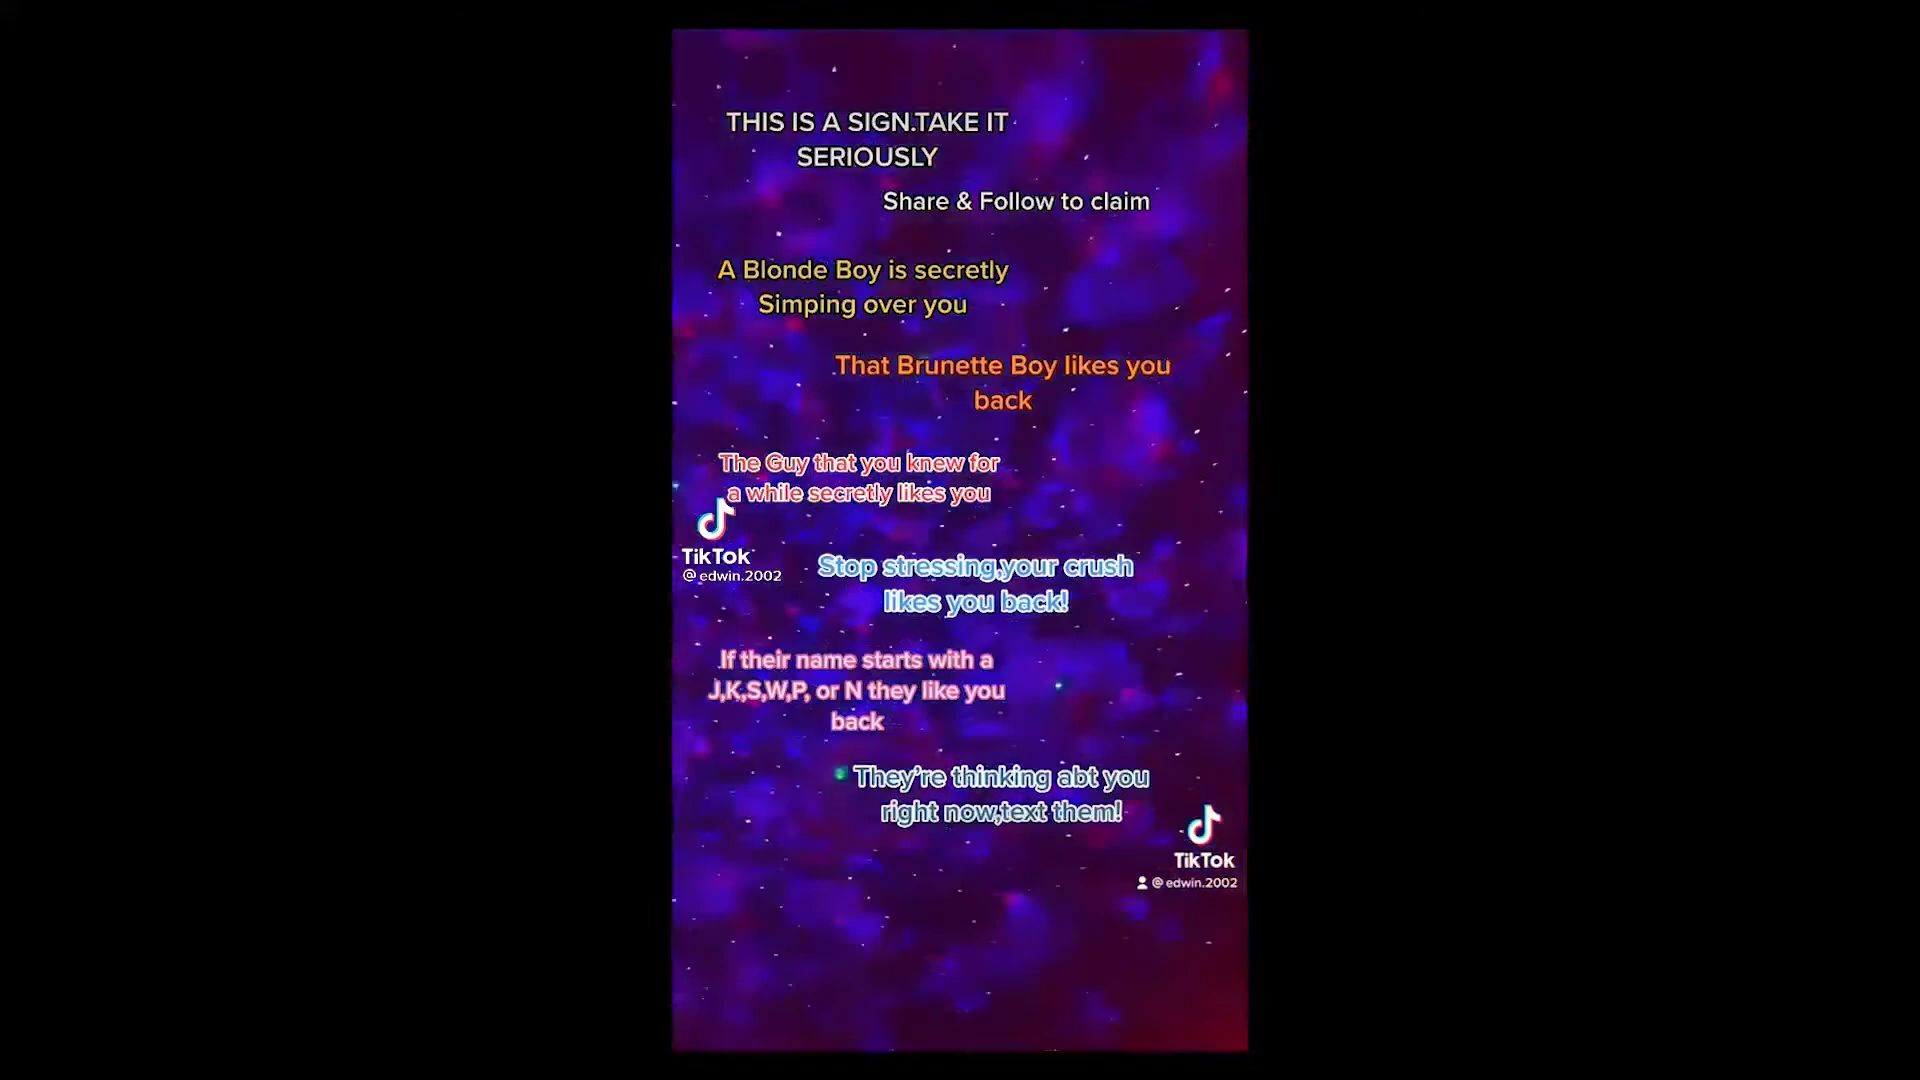 THIS IS A SIGN.TAKE IT
SERIOUSLY
Share & Follow to claim
A Blonde Boy is secretly
Simping over you
That Brunette Boy likes you
back
The Guy that you knew for
a while secretly likes you
TikTok
@edwin.2002
Stop stressing,your crush
likes you back!
If their name starts with a
J,K,S,W,P, or N they like you
back
They're thinking abt you
right now,text them!
TikTok
@edwin.2002